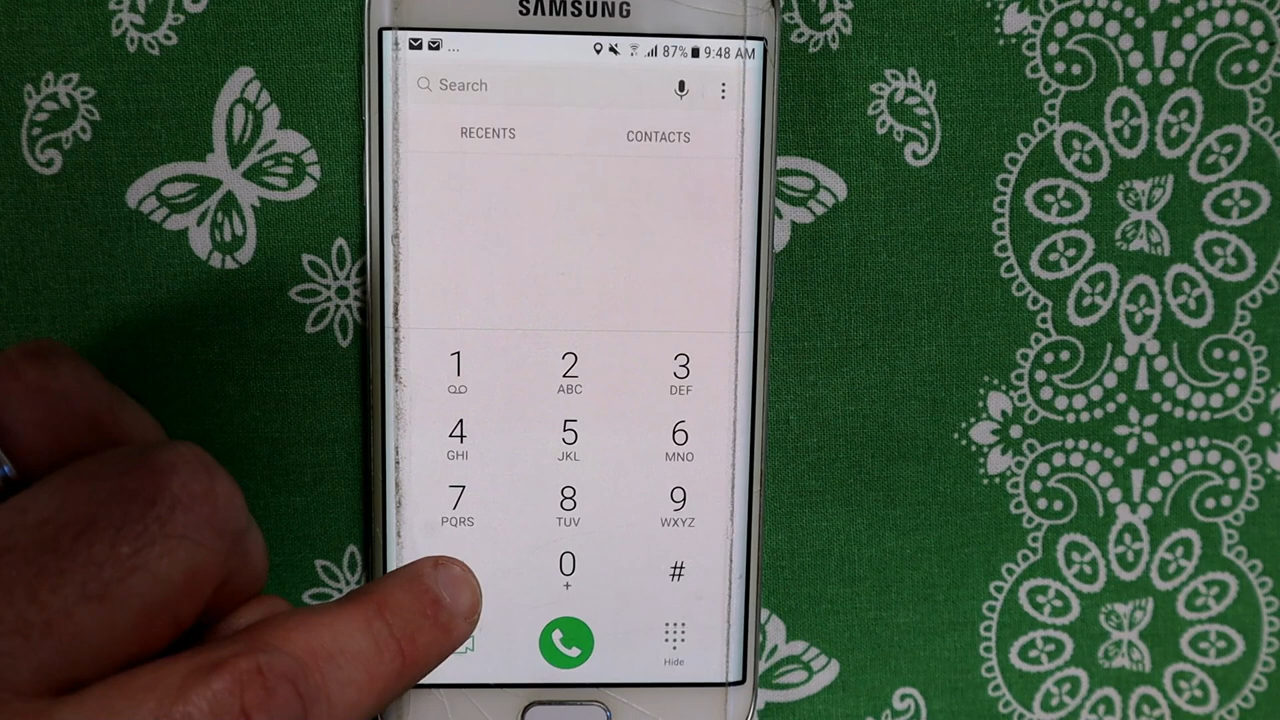 SAMSUNG
... 87% 9:48 AM
Search
RECENTS CONTACTS
1 2 3
ABC DEF
4 5 6
GHI JKL MNO
7 8 9
PQRS TUV WXYZ
0 #
+
Hide